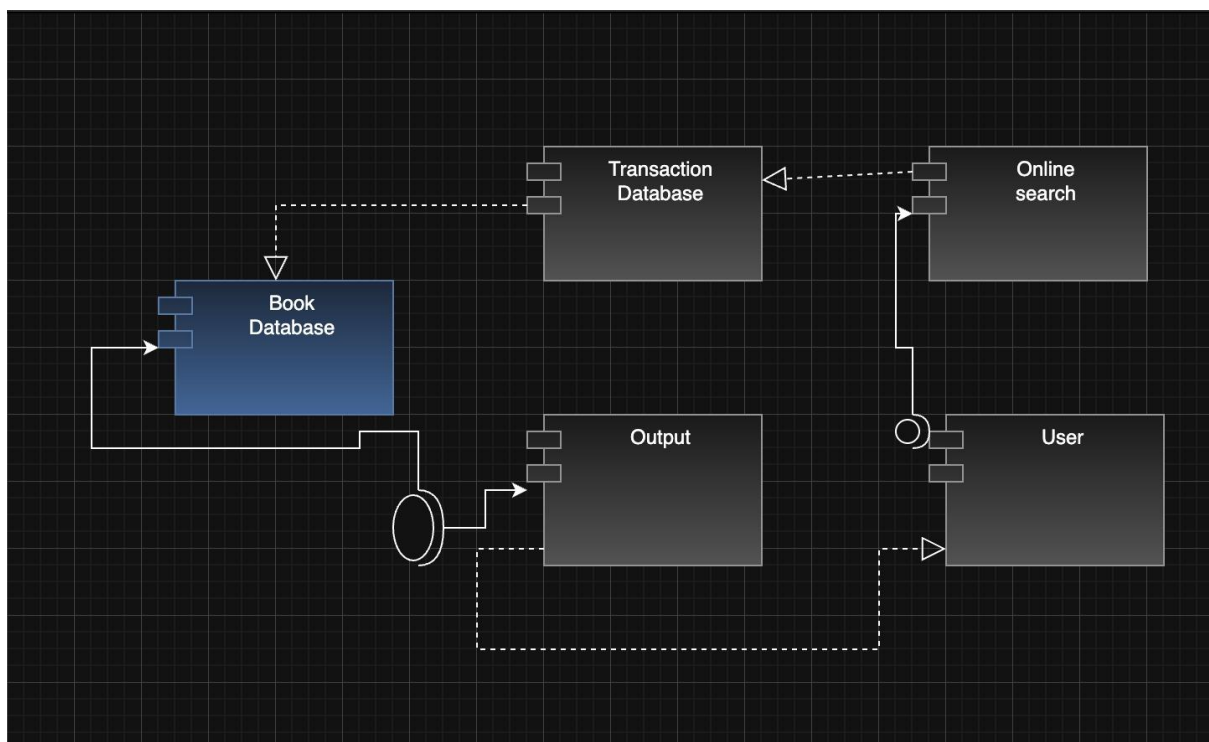 Transaction
Database
Online
search
Book
Database
Output
User